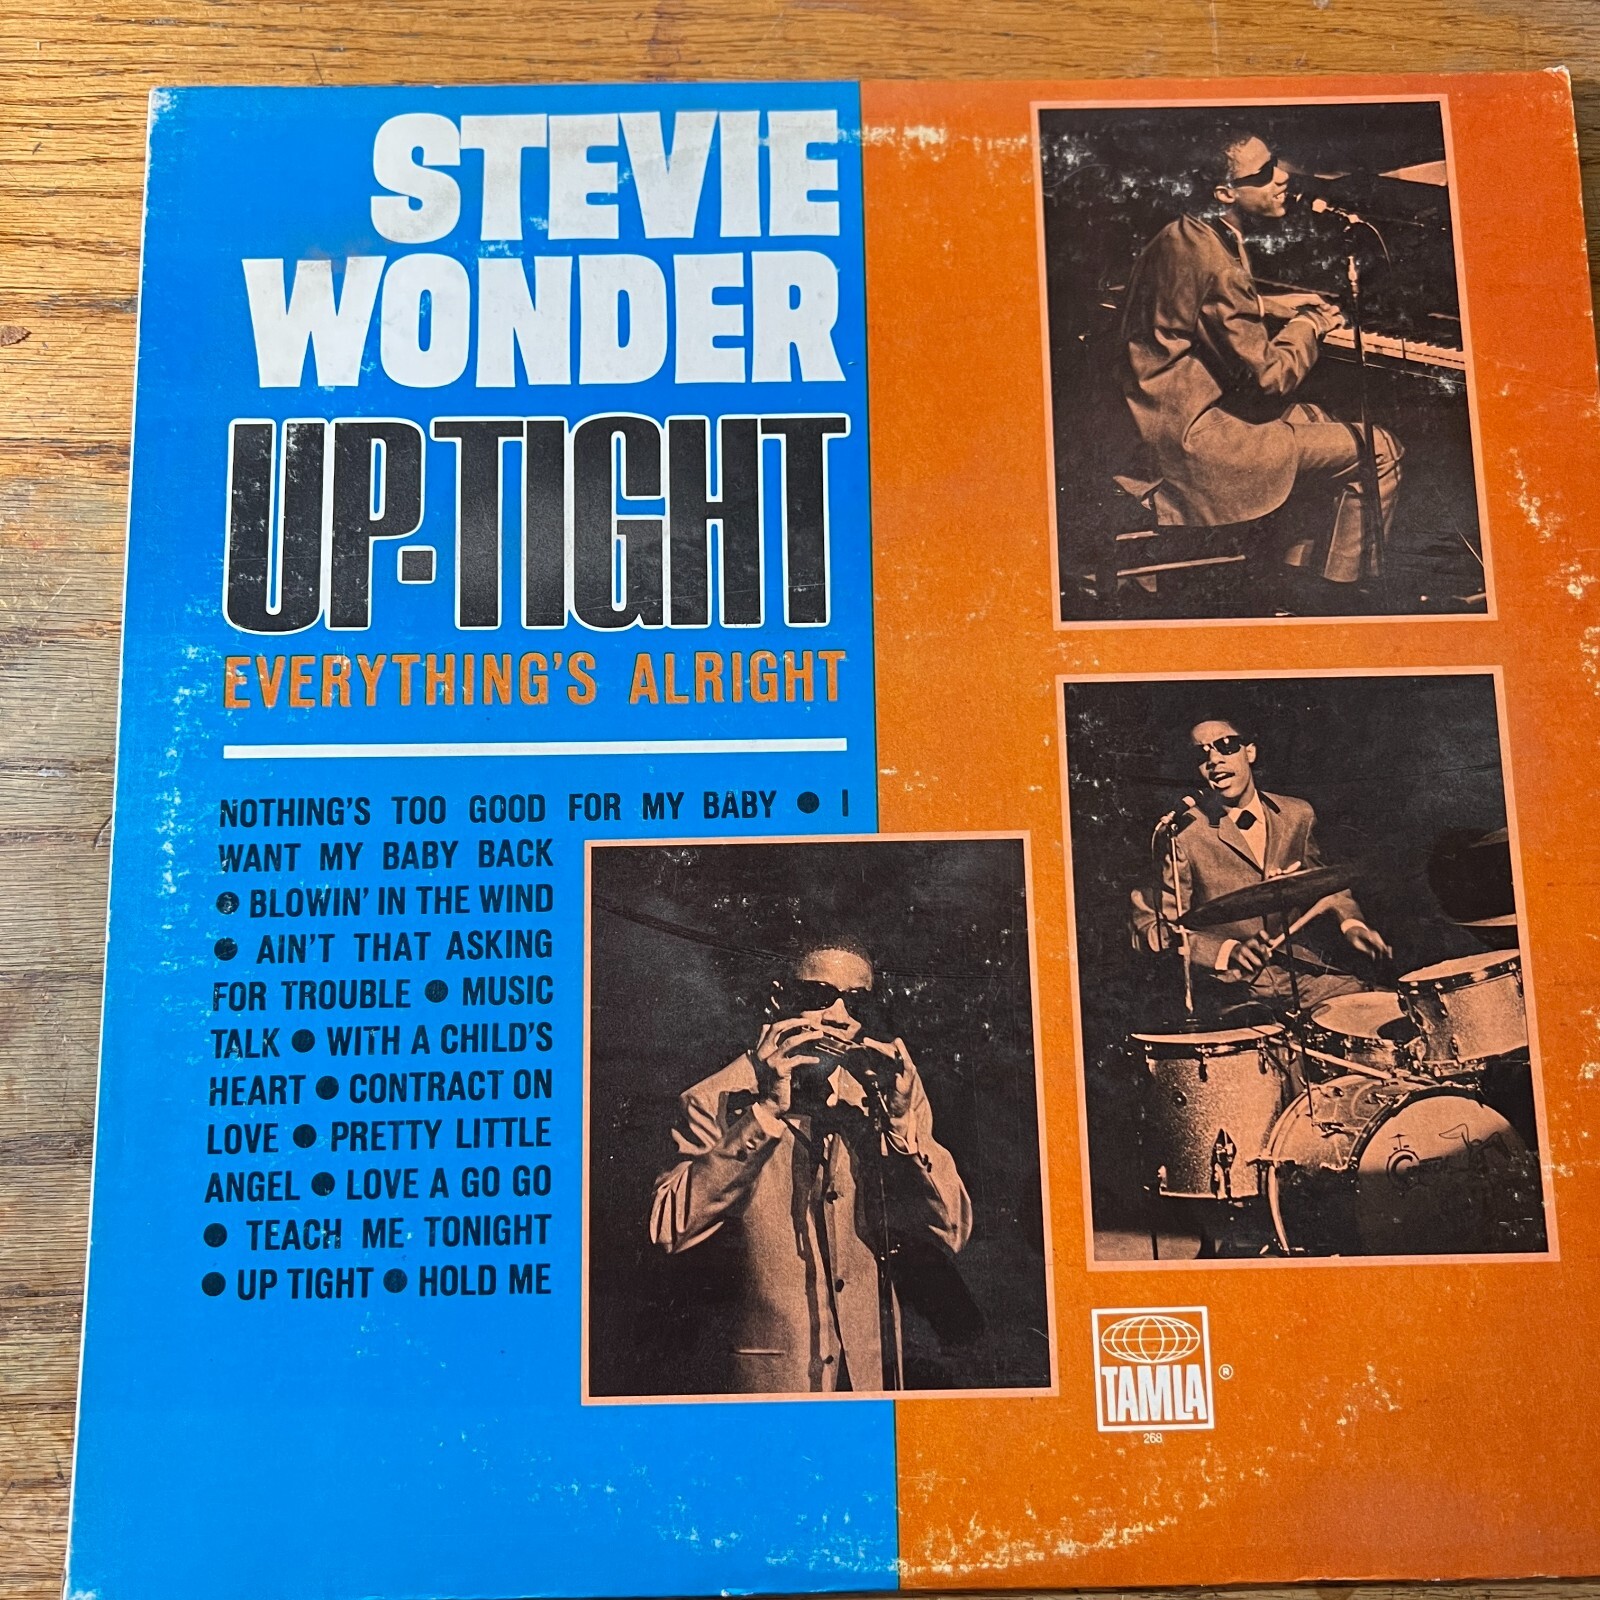 STEVIE
WONDER
UP-TIGHT
EVERYTHING'S ALRIGHT
NOTHING'S TOO GOOD FOR MY BABY ● I
WANT MY BABY BACK
● BLOWIN' IN THE WIND
● AIN'T THAT ASKING
FOR TROUBLE ● MUSIC
TALK ● WITH A CHILD'S
HEART ● CONTRACT ON
LOVE ● PRETTY LITTLE
ANGEL ● LOVE A GO GO
● TEACH ME TONIGHT
● UP TIGHT ● HOLD ME
TAMLA ®
268